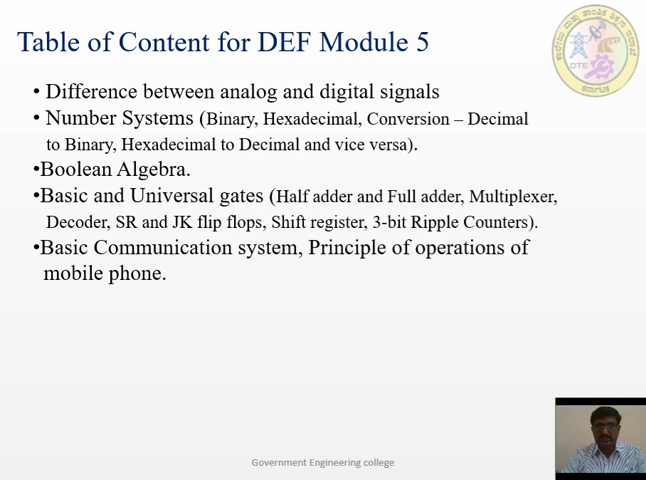 Table of Content for DEF Module 5
• Difference between analog and digital signals
• Number Systems (Binary, Hexadecimal, Conversion – Decimal
to Binary, Hexadecimal to Decimal and vice versa).
•Boolean Algebra.
•Basic and Universal gates (Half adder and Full adder, Multiplexer,
Decoder, SR and JK flip flops, Shift register, 3-bit Ripple Counters).
•Basic Communication system, Principle of operations of
mobile phone.
DTE
Government Engineering college